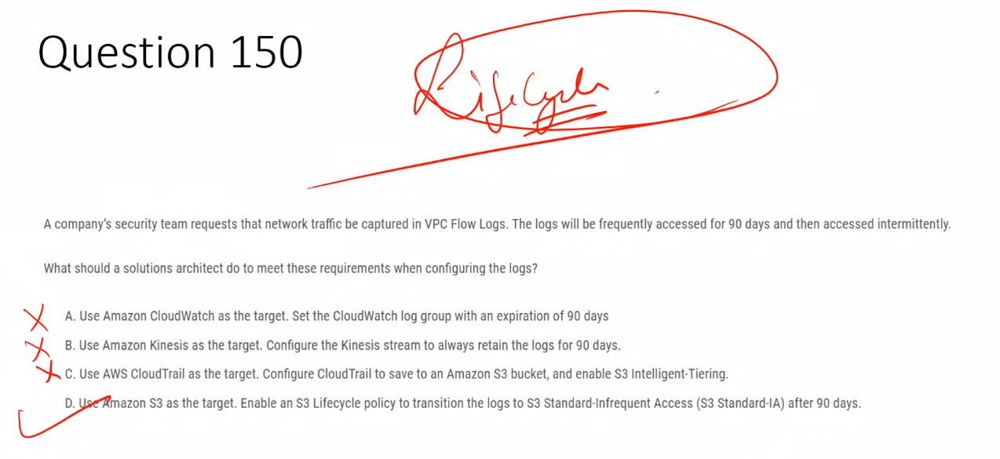 Question 150
LifeCycle
A company's security team requests that network traffic be captured in VPC Flow Logs. The logs will be frequently accessed for 90 days and then accessed intermittently.
What should a solutions architect do to meet these requirements when configuring the logs?
A. Use Amazon CloudWatch as the target. Set the CloudWatch log group with an expiration of 90 days
B. Use Amazon Kinesis as the target. Configure the Kinesis stream to always retain the logs for 90 days.
C. Use AWS CloudTrail as the target. Configure CloudTrail to save to an Amazon S3 bucket, and enable S3 Intelligent-Tiering.
D. Use Amazon S3 as the target. Enable an S3 Lifecycle policy to transition the logs to S3 Standard-Infrequent Access (S3 Standard-IA) after 90 days.